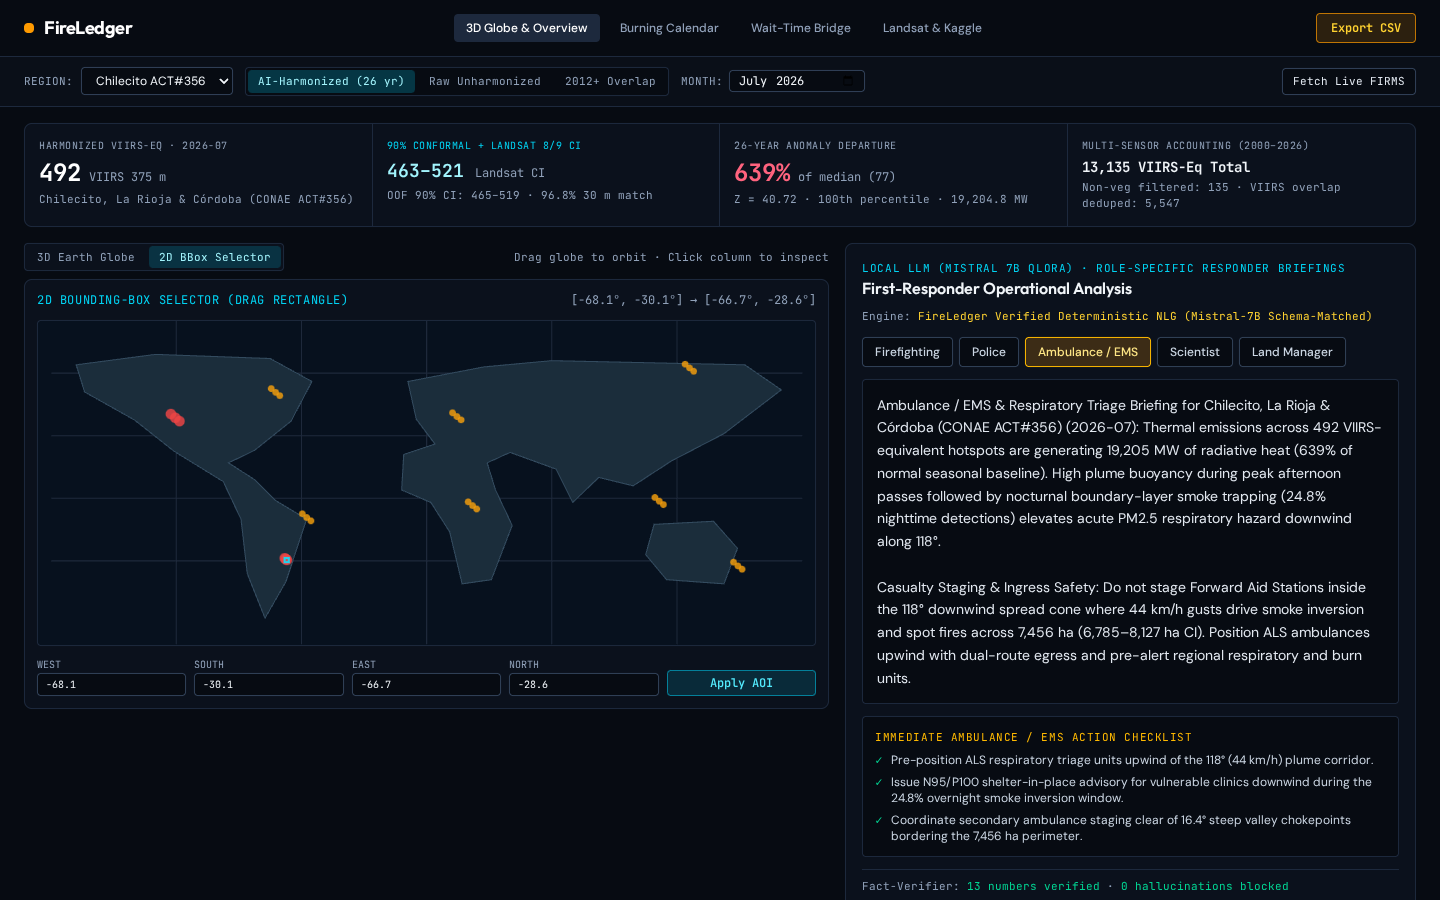 FireLedger
3D Globe & Overview
Burning Calendar
Wait-Time Bridge
Landsat & Kaggle
Export CSV
REGION:
Chilecito ACT#356
AI-Harmonized (26 yr)
Raw Unharmonized
2012+ Overlap
MONTH:
July 2026
Fetch Live FIRMS
HARMONIZED VIIRS-EQ · 2026-07
492 VIIRS 375 m
Chilecito, La Rioja & Córdoba (CONAE ACT#356)
90% CONFORMAL + LANDSAT 8/9 CI
463–521 Landsat CI
OOF 90% CI: 465–519 · 96.8% 30 m match
26-YEAR ANOMALY DEPARTURE
639% of median (77)
Z = 40.72 · 100th percentile · 19,204.8 MW
MULTI-SENSOR ACCOUNTING (2000–2026)
13,135 VIIRS-Eq Total
Non-veg filtered: 135 · VIIRS overlap
deduped: 5,547
3D Earth Globe
2D BBox Selector
Drag globe to orbit · Click column to inspect
2D BOUNDING-BOX SELECTOR (DRAG RECTANGLE)
[-68.1°, -30.1°] → [-66.7°, -28.6°]
WEST
SOUTH
EAST
NORTH
-68.1
-30.1
-66.7
-28.6
Apply AOI
LOCAL LLM (MISTRAL 7B QLORA) · ROLE-SPECIFIC RESPONDER BRIEFINGS
First-Responder Operational Analysis
Engine: FireLedger Verified Deterministic NLG (Mistral-7B Schema-Matched)
Firefighting
Police
Ambulance / EMS
Scientist
Land Manager
Ambulance / EMS & Respiratory Triage Briefing for Chilecito, La Rioja &
Córdoba (CONAE ACT#356) (2026-07): Thermal emissions across 492 VIIRS-
equivalent hotspots are generating 19,205 MW of radiative heat (639% of
normal seasonal baseline). High plume buoyancy during peak afternoon
passes followed by nocturnal boundary-layer smoke trapping (24.8%
nighttime detections) elevates acute PM2.5 respiratory hazard downwind
along 118°.
Casualty Staging & Ingress Safety: Do not stage Forward Aid Stations inside
the 118° downwind spread cone where 44 km/h gusts drive smoke inversion
and spot fires across 7,456 ha (6,785–8,127 ha CI). Position ALS ambulances
upwind with dual-route egress and pre-alert regional respiratory and burn
units.
IMMEDIATE AMBULANCE / EMS ACTION CHECKLIST
✓ Pre-position ALS respiratory triage units upwind of the 118° (44 km/h) plume corridor.
✓ Issue N95/P100 shelter-in-place advisory for vulnerable clinics downwind during the
24.8% overnight smoke inversion window.
✓ Coordinate secondary ambulance staging clear of 16.4° steep valley chokepoints
bordering the 7,456 ha perimeter.
Fact-Verifier: 13 numbers verified · 0 hallucinations blocked